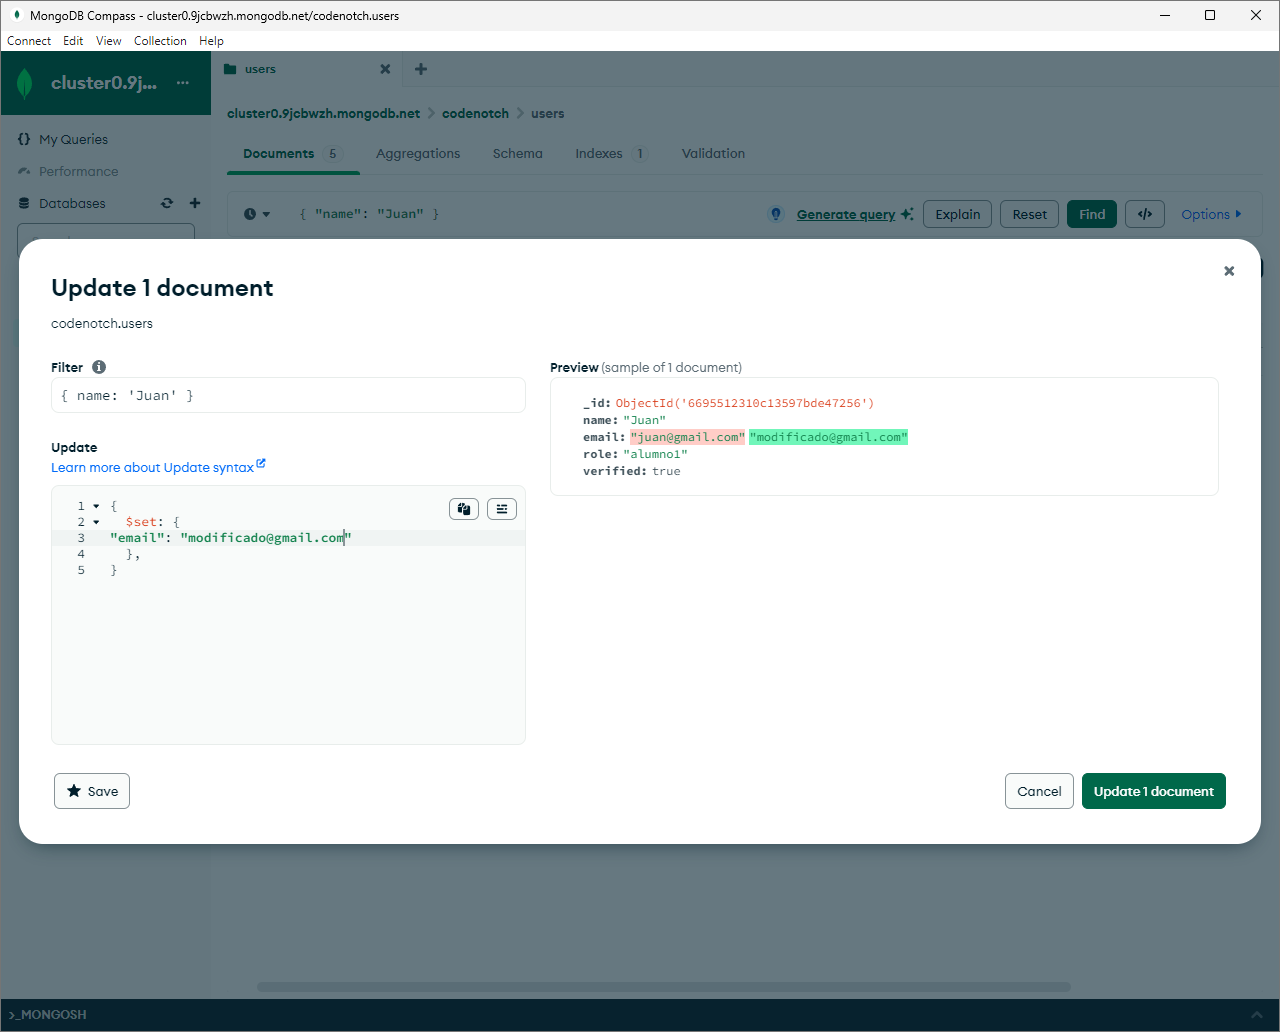 MongoDB Compass - cluster0.9jcbwzh.mongodb.net/codenotch.users
Connect Edit View Collection Help
cluster0.9j... ...
users
cluster0.9jcbwzh.mongodb.net > codenotch > users
My Queries
Performance
Databases
Documents 5 Aggregations Schema Indexes 1 Validation
{ "name": "Juan" }
Generate query Explain Reset Find </> Options
Update 1 document
codenotch.users
Filter
{ name: 'Juan' }
Update
Learn more about Update syntax
1 {
2 $set: {
3 "email": "modificado@gmail.com"
4 },
5 }
Preview (sample of 1 document)
_id: ObjectId('6695512310c13597bde47256')
name: "Juan"
email: "juan@gmail.com" "modificado@gmail.com"
role: "alumno1"
verified: true
Save
Cancel
Update 1 document
>_MONGOSH